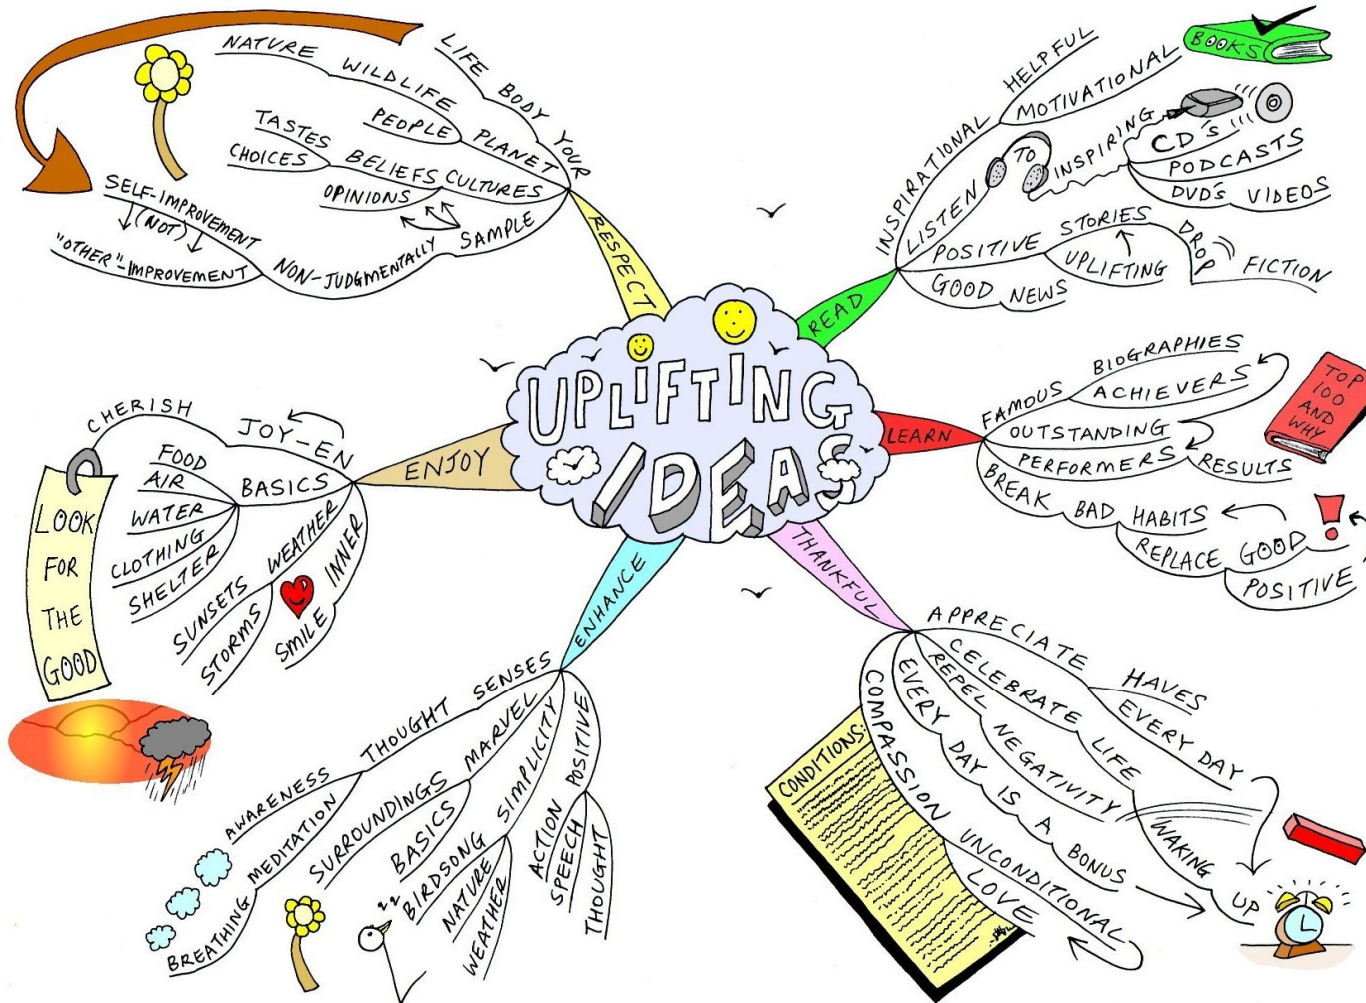 UPLIFTING
IDEAS
RESPECT
LIFE BODY YOUR
NATURE
WILDLIFE
PEOPLE
PLANET
TASTES
CHOICES
BELIEFS
OPINIONS
CULTURES
SAMPLE
NON-JUDGMENTALLY
SELF-IMPROVEMENT
(NOT)
"OTHER"-IMPROVEMENT
READ
INSPIRATIONAL
HELPFUL
MOTIVATIONAL
BOOKS
LISTEN
TO
INSPIRING
CD's
PODCASTS
DVD's VIDEOS
POSITIVE STORIES
UPLIFTING
DROP
FICTION
GOOD NEWS
LEARN
FAMOUS
BIOGRAPHIES
ACHIEVERS
OUTSTANDING
PERFORMERS
RESULTS
TOP
100
AND
WHY
BREAK BAD HABITS
REPLACE GOOD
POSITIVE
THANKFUL
APPRECIATE
HAVES
EVERY DAY
CELEBRATE LIFE
WAKING UP
REPEL NEGATIVITY
EVERY DAY IS A BONUS
COMPASSION UNCONDITIONAL
LOVE
CONDITIONS:
ENHANCE
SENSES
THOUGHT
AWARENESS
MEDITATION
BREATHING
MARVEL
SURROUNDINGS
BASICS
SIMPLICITY
BIRDSONG
NATURE
WEATHER
POSITIVE
ACTION
SPEECH
THOUGHT
ENJOY
JOY-EN
CHERISH
BASICS
FOOD
AIR
WATER
CLOTHING
SHELTER
WEATHER
SUNSETS
STORMS
INNER
SMILE
LOOK
FOR
THE
GOOD